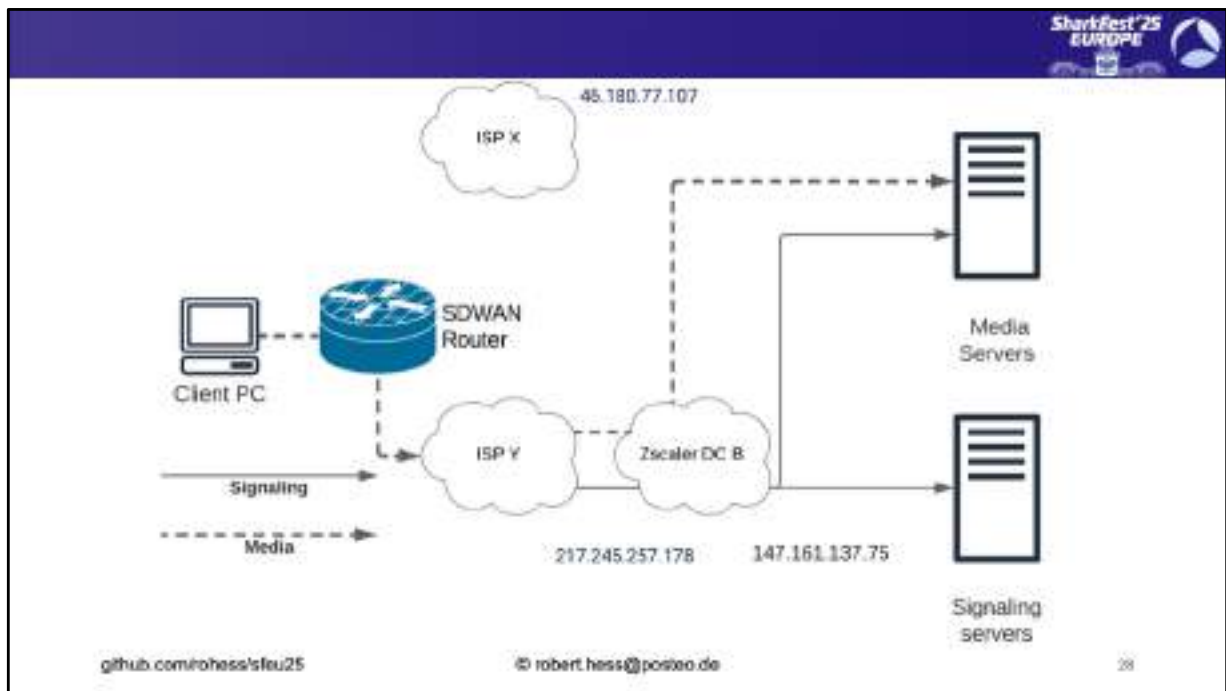 SharkFest'25
EUROPE
46.180.77.107
ISP X
SDWAN
Router
Client PC
Media
Servers
ISP Y
Zscaler DC B
Signaling
Media
217.245.257.178
147.161.137.75
Signaling
servers
github.com/rohess/sfeu25
© robert.hess@posteo.de
28